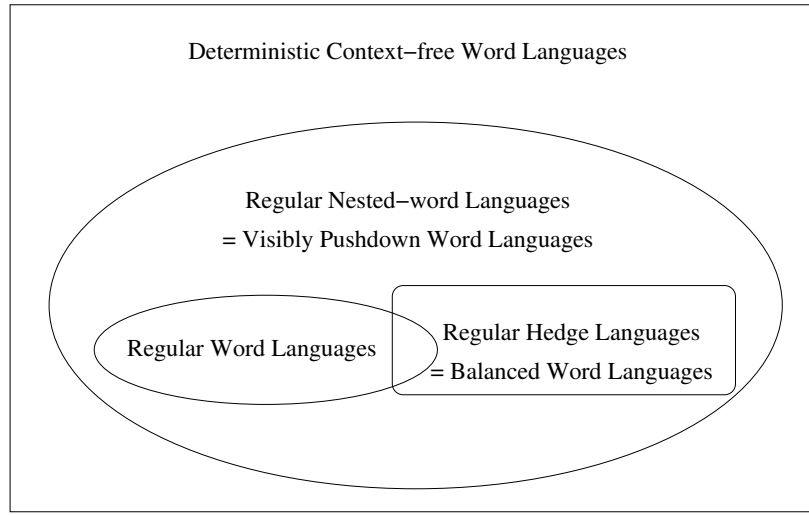 Deterministic Context−free Word Languages
Regular Nested−word Languages
= Visibly Pushdown Word Languages
Regular Word Languages
Regular Hedge Languages
= Balanced Word Languages